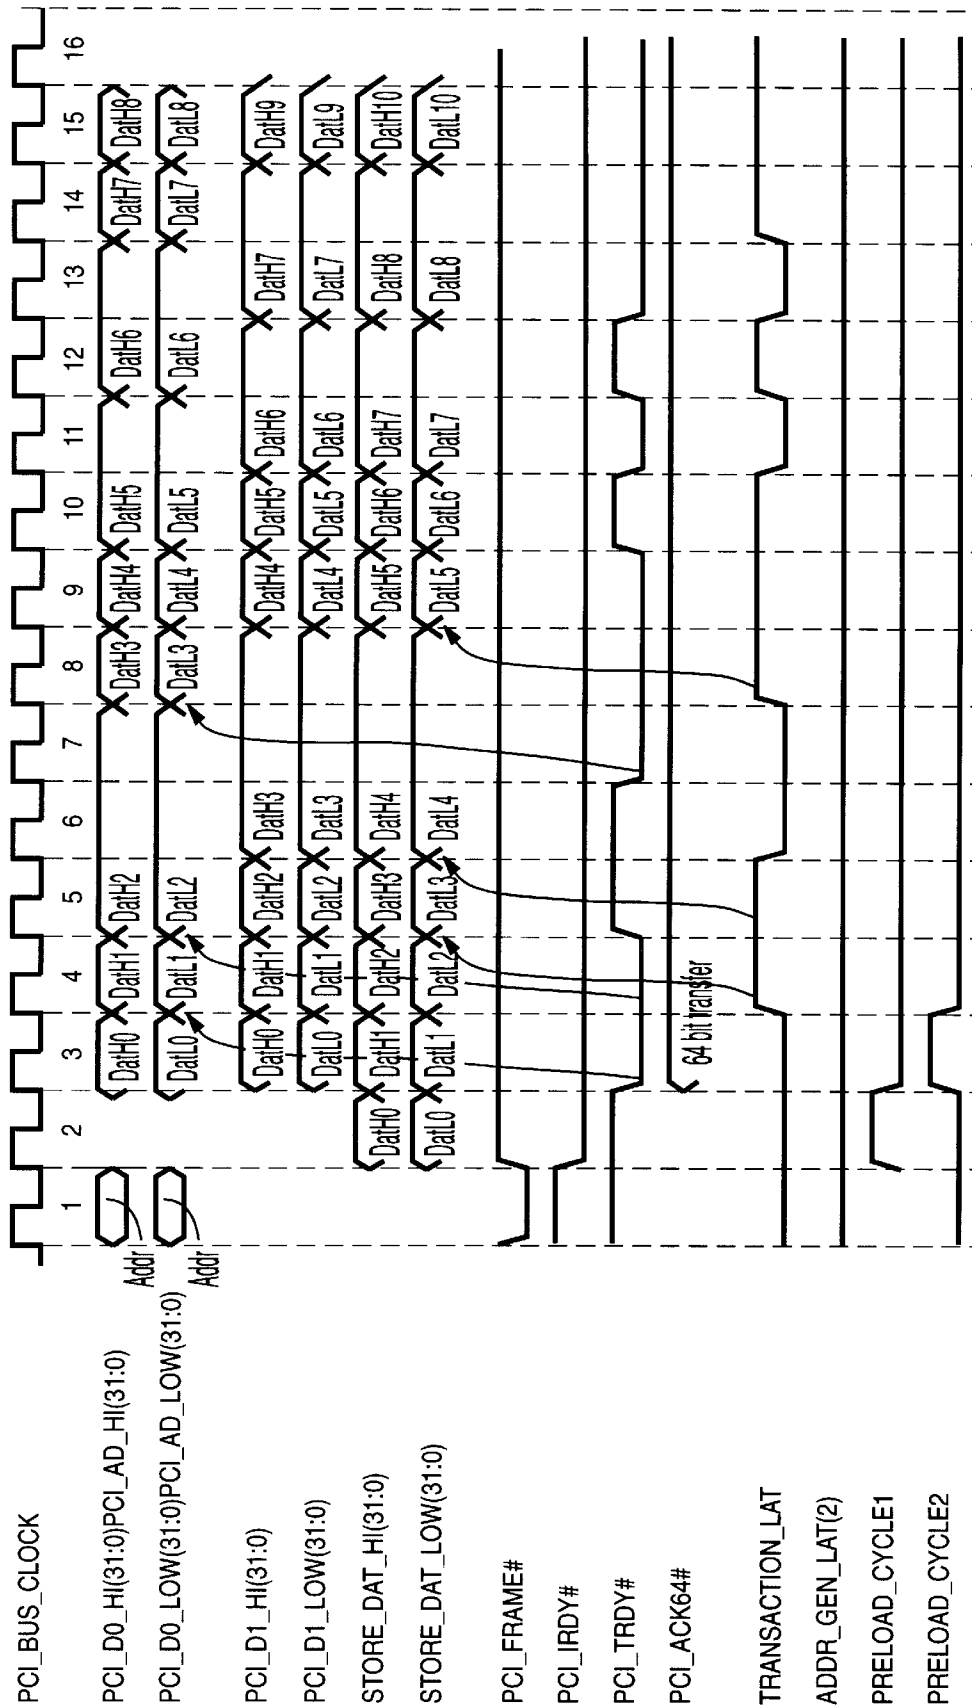 PCI_BUS_CLOCK 1 2 3 4 5 6 7 8 9 10 11 12 13 14 15 16
PCI_D0_HI(31:0)PCI_AD_HI(31:0) Addr DatH0 DatH1 DatH2 DatH3 DatH4 DatH5 DatH6 DatH7 DatH8
PCI_D0_LOW(31:0)PCI_AD_LOW(31:0) Addr DatL0 DatL1 DatL2 DatL3 DatL4 DatL5 DatL6 DatL7 DatL8
PCI_D1_HI(31:0) DatH0 DatH1 DatH2 DatH3 DatH4 DatH5 DatH6 DatH7 DatH9
PCI_D1_LOW(31:0) DatL0 DatL1 DatL2 DatL3 DatL4 DatL5 DatL6 DatL7 DatL9
STORE_DAT_HI(31:0) DatH0 DatH1 DatH2 DatH3 DatH4 DatH5 DatH6 DatH7 DatH8 DatH10
STORE_DAT_LOW(31:0) DatL0 DatL1 DatL2 DatL3 DatL4 DatL5 DatL6 DatL7 DatL8 DatL10
PCI_FRAME#
PCI_IRDY#
PCI_TRDY#
PCI_ACK64# 64 bit transfer
TRANSACTION_LAT
ADDR_GEN_LAT(2)
PRELOAD_CYCLE1
PRELOAD_CYCLE2